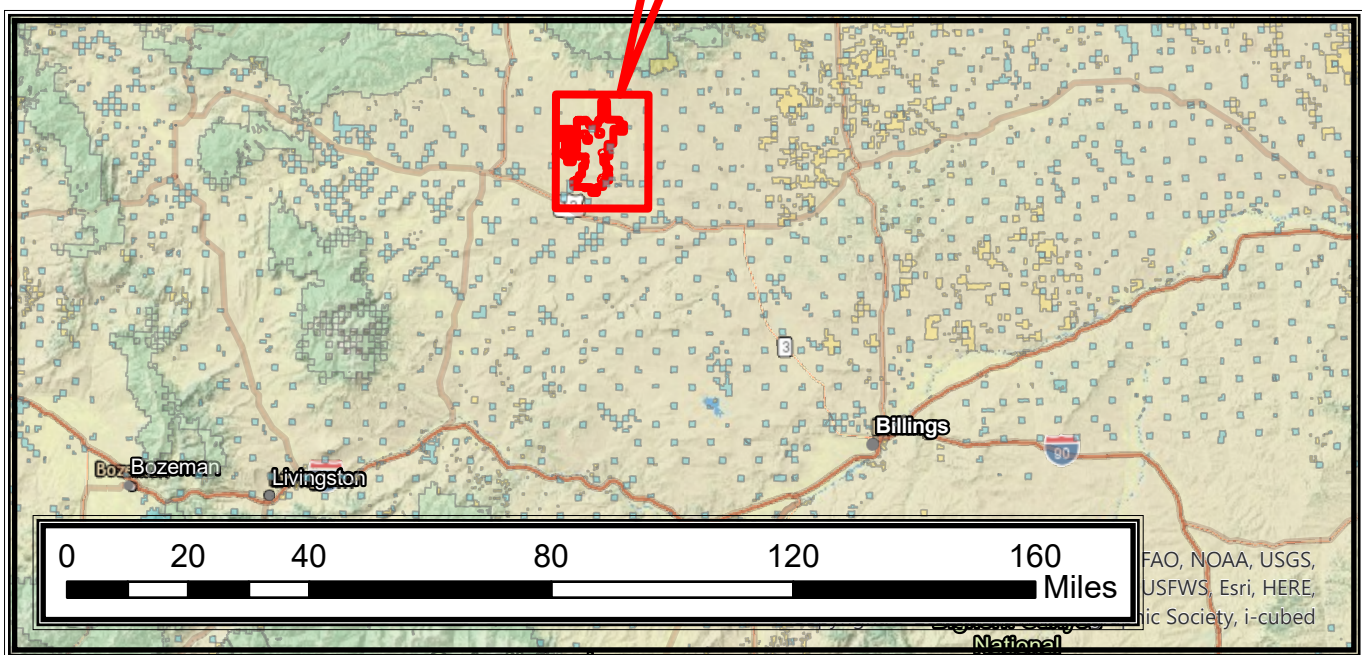 3
Billings
90
Bozeman
Livingston
0 20 40 80 120 160
Miles
FAO, NOAA, USGS,
USFWS, Esri, HERE,
nic Society, i-cubed
National